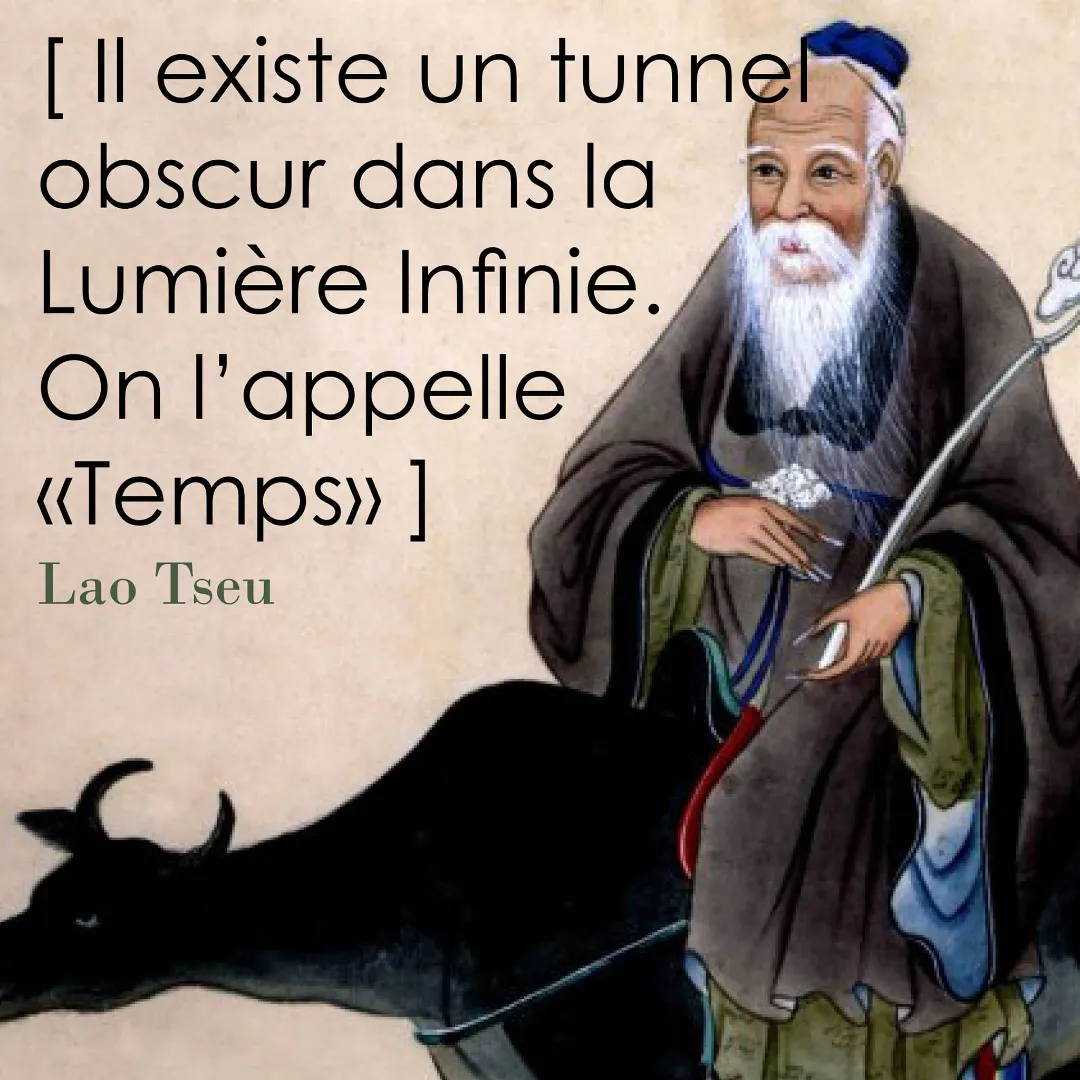 [ Il existe un tunnel
obscur dans la
Lumière Infinie.
On l’appelle
«Temps» ]
Lao Tseu